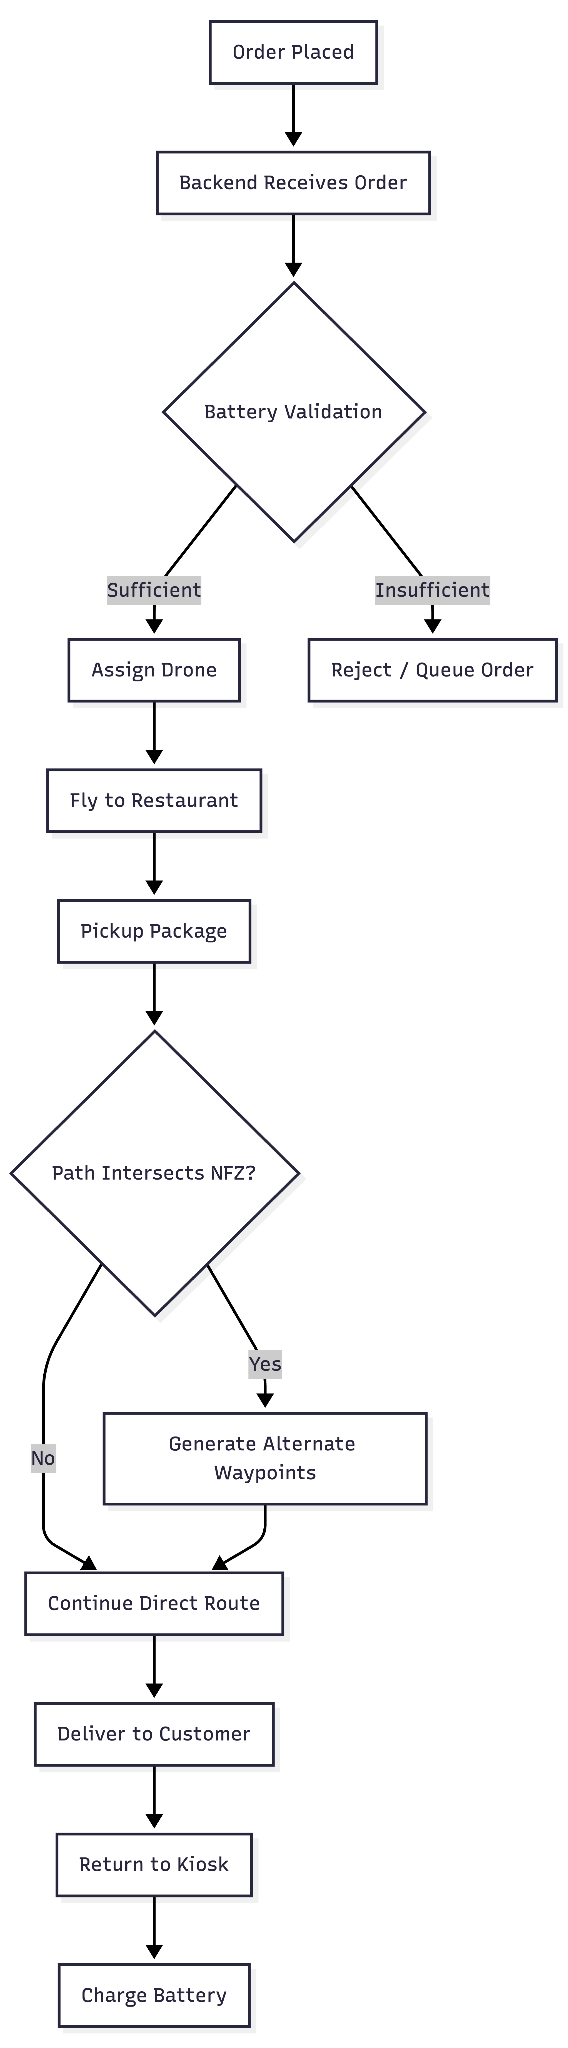 Order Placed
Backend Receives Order
Battery Validation
Sufficient
Insufficient
Assign Drone
Reject / Queue Order
Fly to Restaurant
Pickup Package
Path Intersects NFZ?
Yes
Generate Alternate
Waypoints
No
Continue Direct Route
Deliver to Customer
Return to Kiosk
Charge Battery